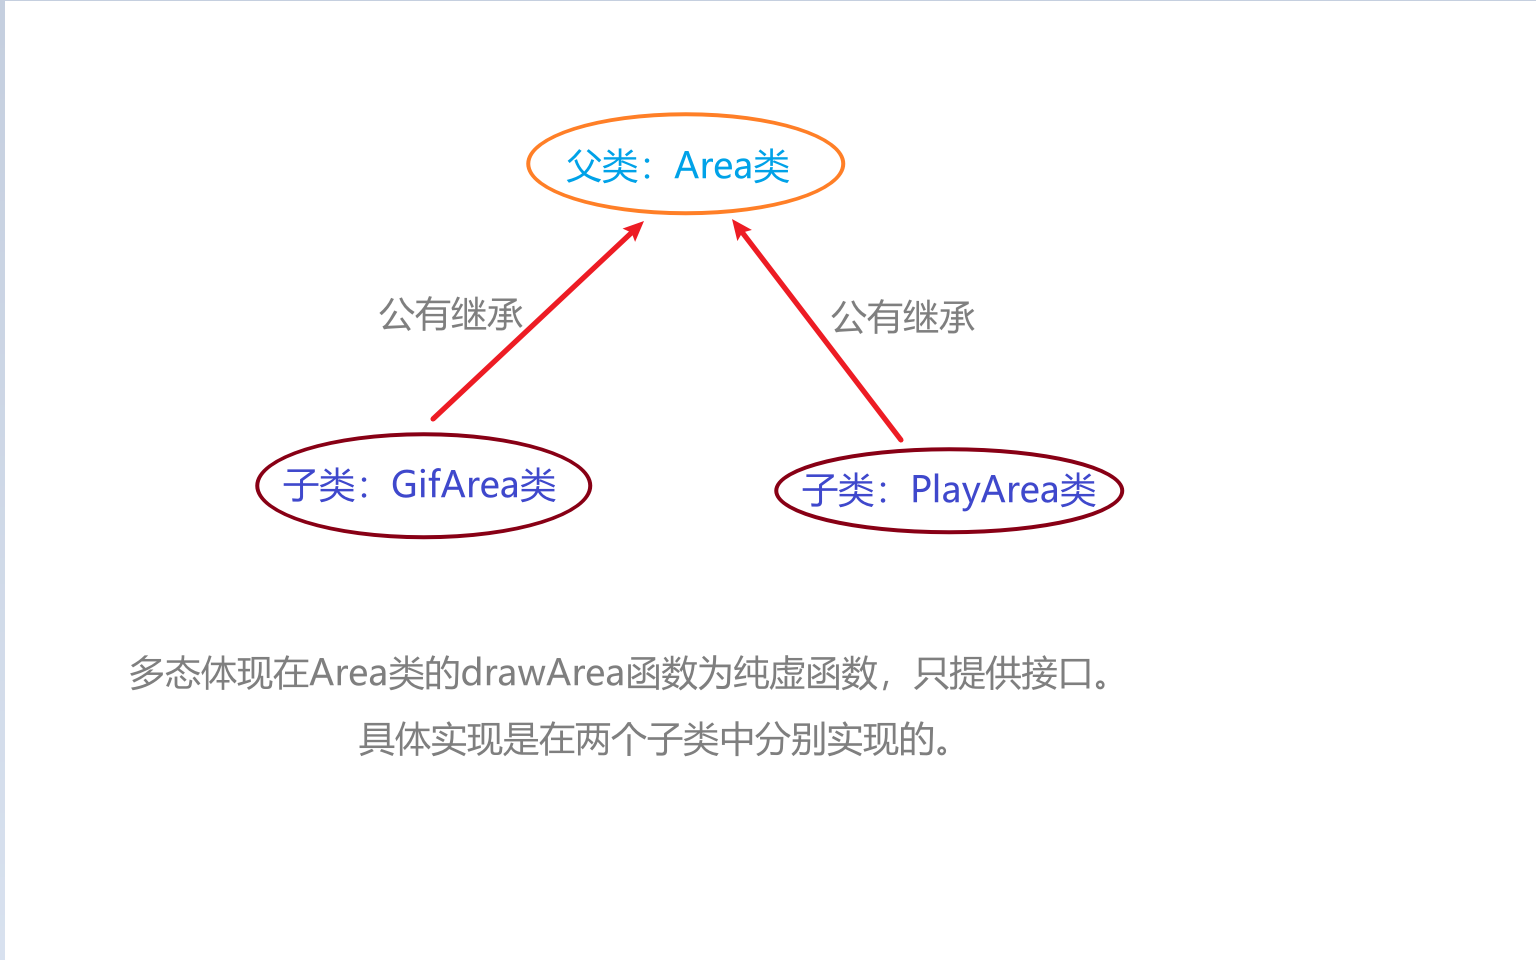 父类：Area类
公有继承
公有继承
子类：GifArea类
子类：PlayArea类
多态体现在Area类的drawArea函数为纯虚函数，只提供接口。
具体实现是在两个子类中分别实现的。